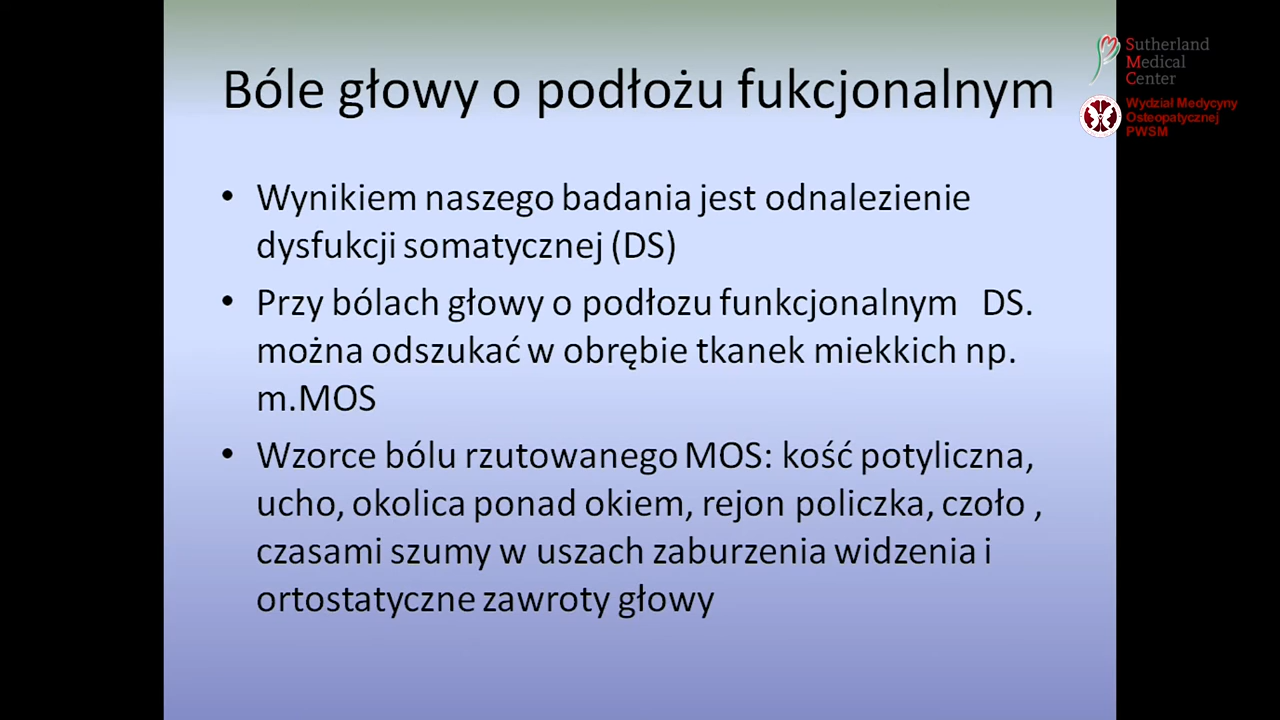 Bóle głowy o podłożu fukcjonalnym
Sutherland
Medical
Center
Wydział Medycyny
Osteopatycznej
PWSM
• Wynikiem naszego badania jest odnalezienie
dysfukcji somatycznej (DS)
• Przy bólach głowy o podłozu funkcjonalnym DS.
można odszukać w obrębie tkanek miekkich np.
m.MOS
• Wzorce bólu rzutowanego MOS: kość potyliczna,
ucho, okolica ponad okiem, rejon policzka, czoło ,
czasami szumy w uszach zaburzenia widzenia i
ortostatyczne zawroty głowy